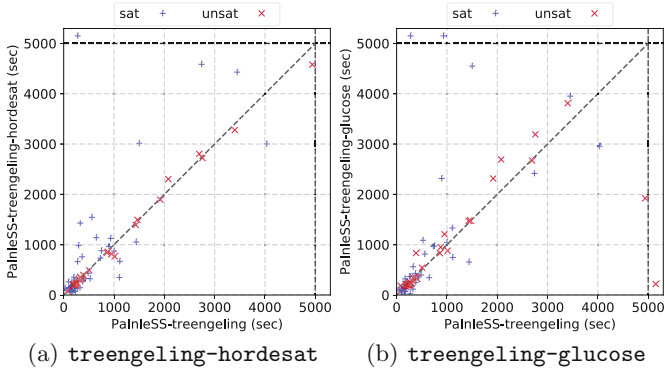 sat + unsat ×
5000
4000
3000
2000
1000
0
PaInleSS-treengeling-hordesat (sec)
0 1000 2000 3000 4000 5000
PaInleSS-treengeling (sec)
(a) treengeling-hordesat
sat + unsat ×
5000
4000
3000
2000
1000
0
PaInleSS-treengeling-glucose (sec)
0 1000 2000 3000 4000 5000
PaInleSS-treengeling (sec)
(b) treengeling-glucose